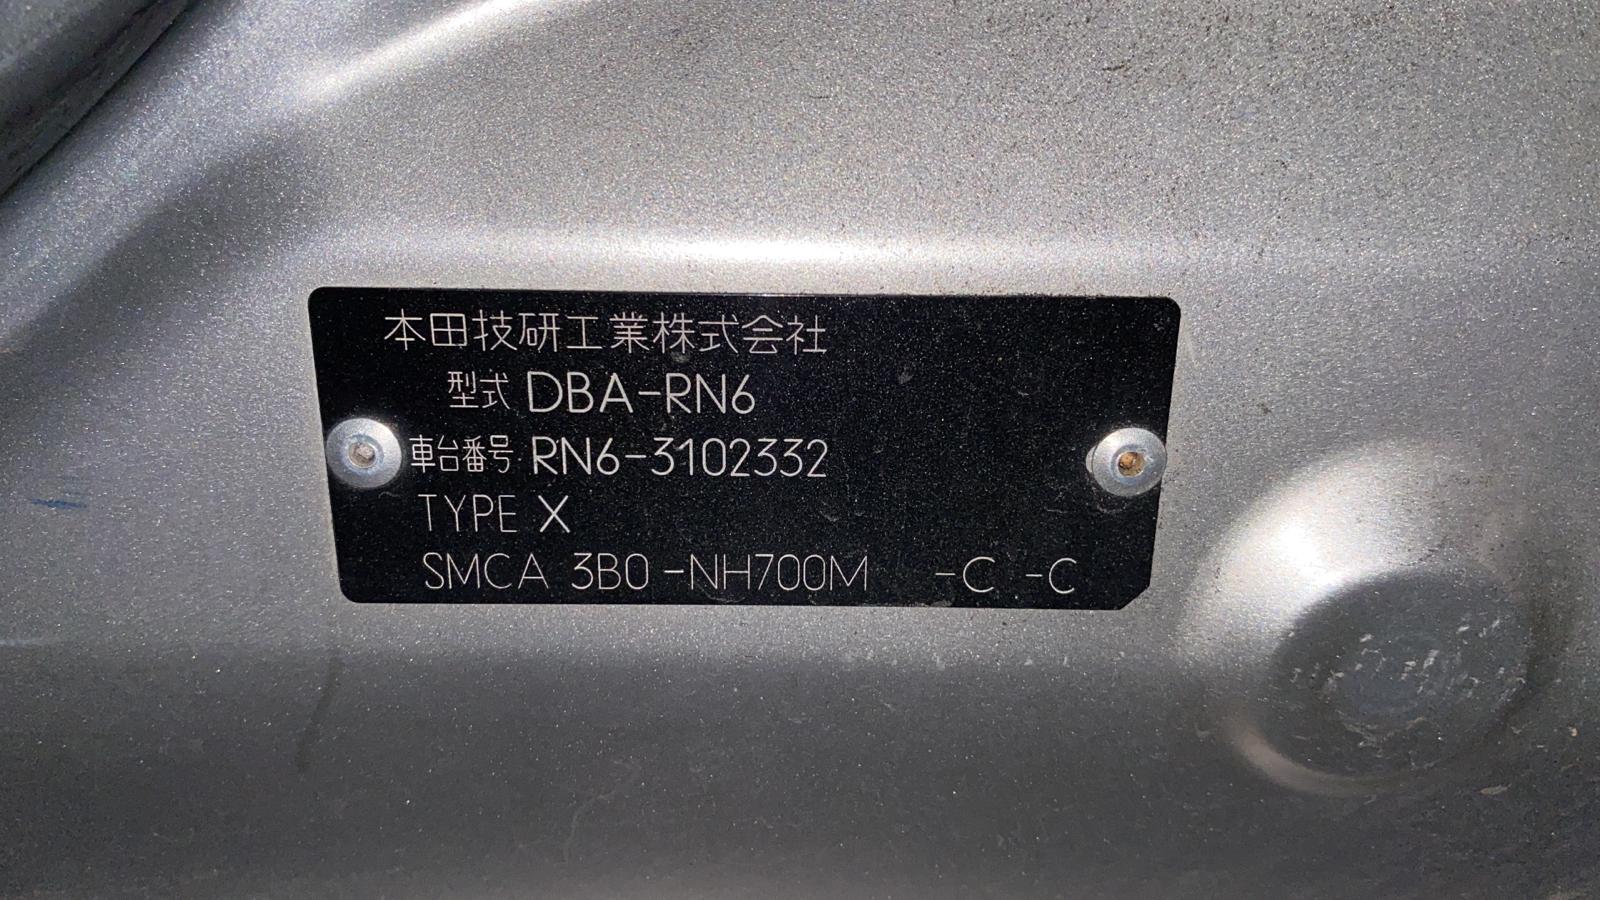 本田技研工業株式会社
型式 DBA-RN6
車台番号 RN6-3102332
TYPE X
SMCA 3B0 -NH700M -C -C